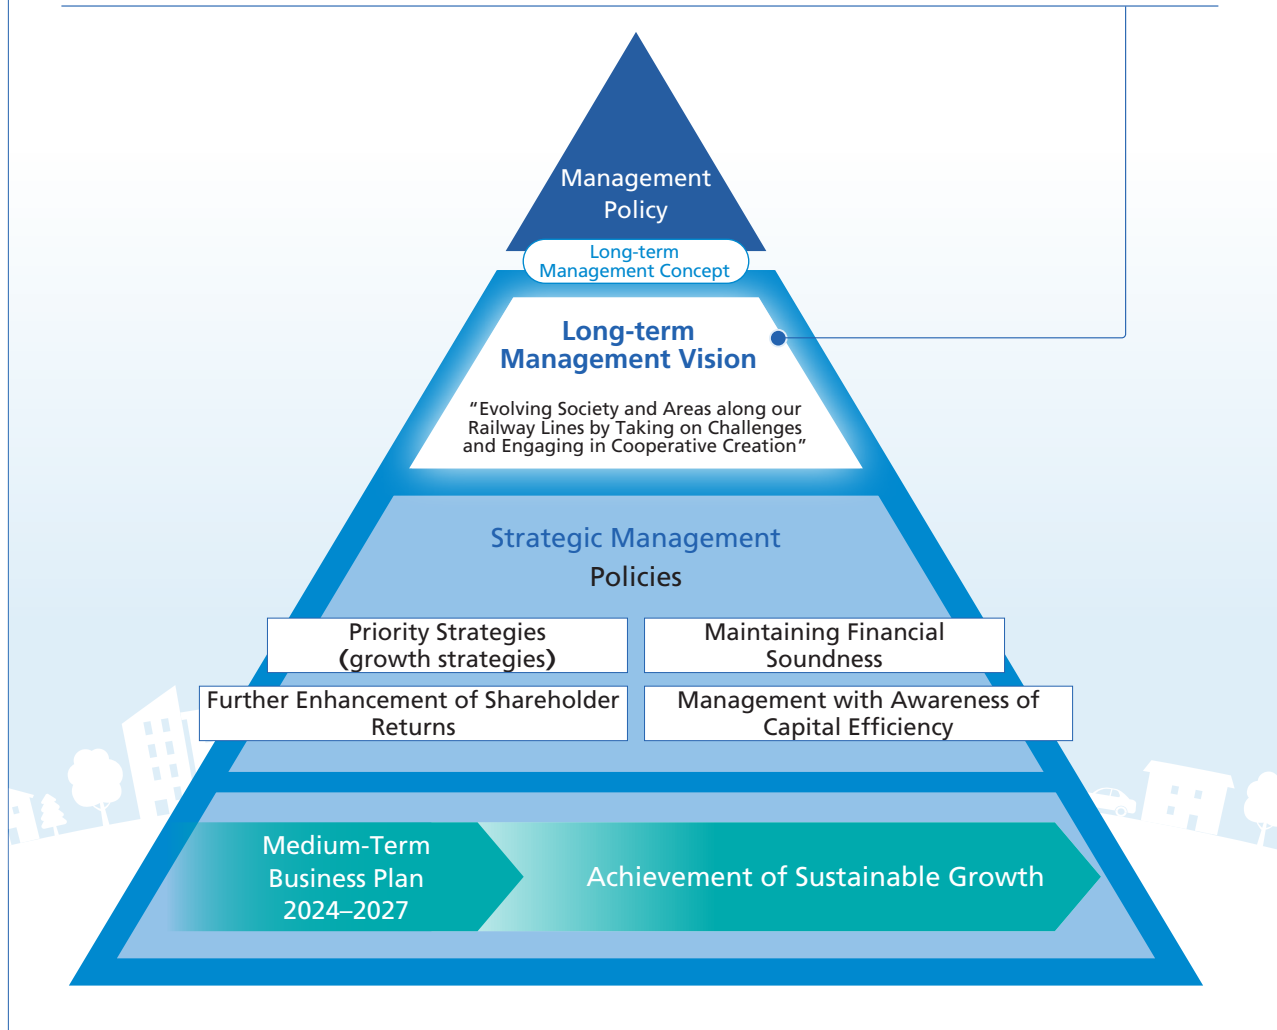 Management
Policy
Long-term
Management Concept
Long-term
Management Vision
“Evolving Society and Areas along our
Railway Lines by Taking on Challenges
and Engaging in Cooperative Creation”
Strategic Management
Policies
Priority Strategies
(growth strategies)
Maintaining Financial
Soundness
Further Enhancement of Shareholder
Returns
Management with Awareness of
Capital Efficiency
Medium-Term
Business Plan
2024–2027
Achievement of Sustainable Growth